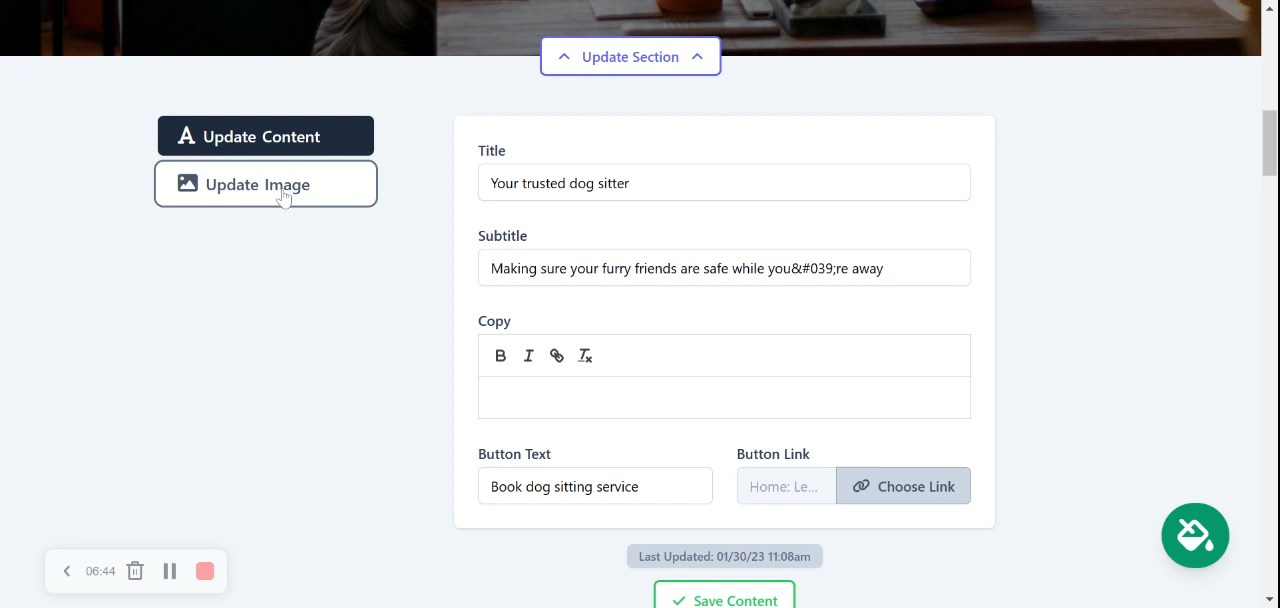 Update Section
Update Content
Update Image
Title
Your trusted dog sitter
Subtitle
Making sure your furry friends are safe while you&#039;re away
Copy
Button Text
Button Link
Book dog sitting service
Home: Le...
Choose Link
Last Updated: 01/30/23 11:08am
06:44
Save Content